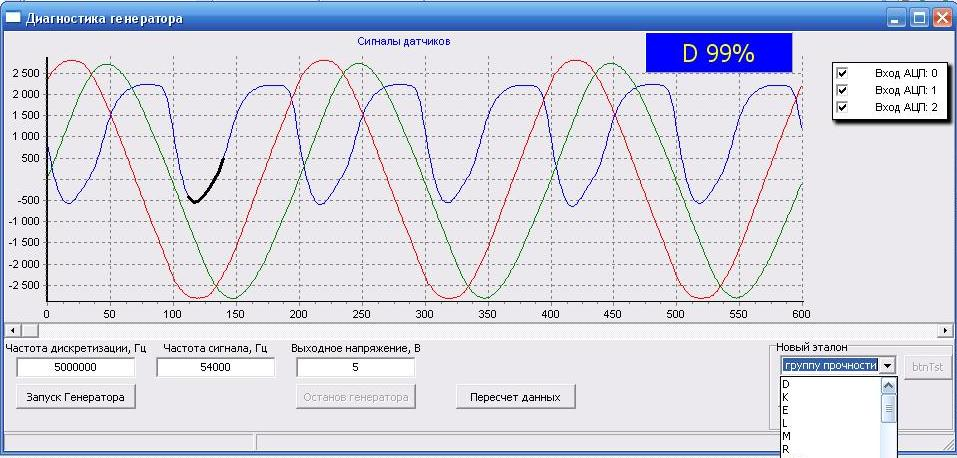 Диагностика генератора
Сигналы датчиков
D 99%
Вход АЦП: 0
Вход АЦП: 1
Вход АЦП: 2
2 500
2 000
1 500
1 000
500
-500
-1 000
-1 500
-2 000
-2 500
0 50 100 150 200 250 300 350 400 450 500 550 600
Частота дискретизации, Гц Частота сигнала, Гц Выходное напряжение, В Новый эталон
5000000 54000 5 группу прочности btnTst
Запуск Генератора Останов генератора Пересчет данных
D
K
E
L
M
R